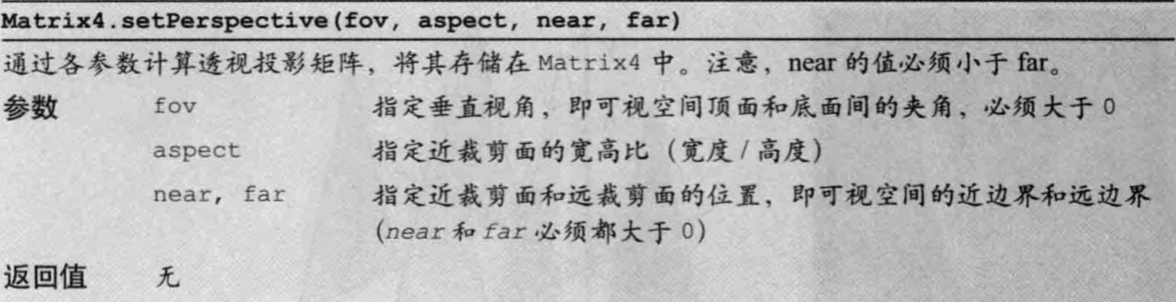 Matrix4.setPerspective(fov, aspect, near, far)
通过各参数计算透视投影矩阵，将其存储在 Matrix4 中。注意，near 的值必须小于 far。
参数 fov 指定垂直视角，即可视空间顶面和底面间的夹角，必须大于 0
aspect 指定近裁剪面的宽高比（宽度 / 高度）
near, far 指定近裁剪面和远裁剪面的位置，即可视空间的近边界和远边界
(near 和 far 必须都大于 0)
返回值 无